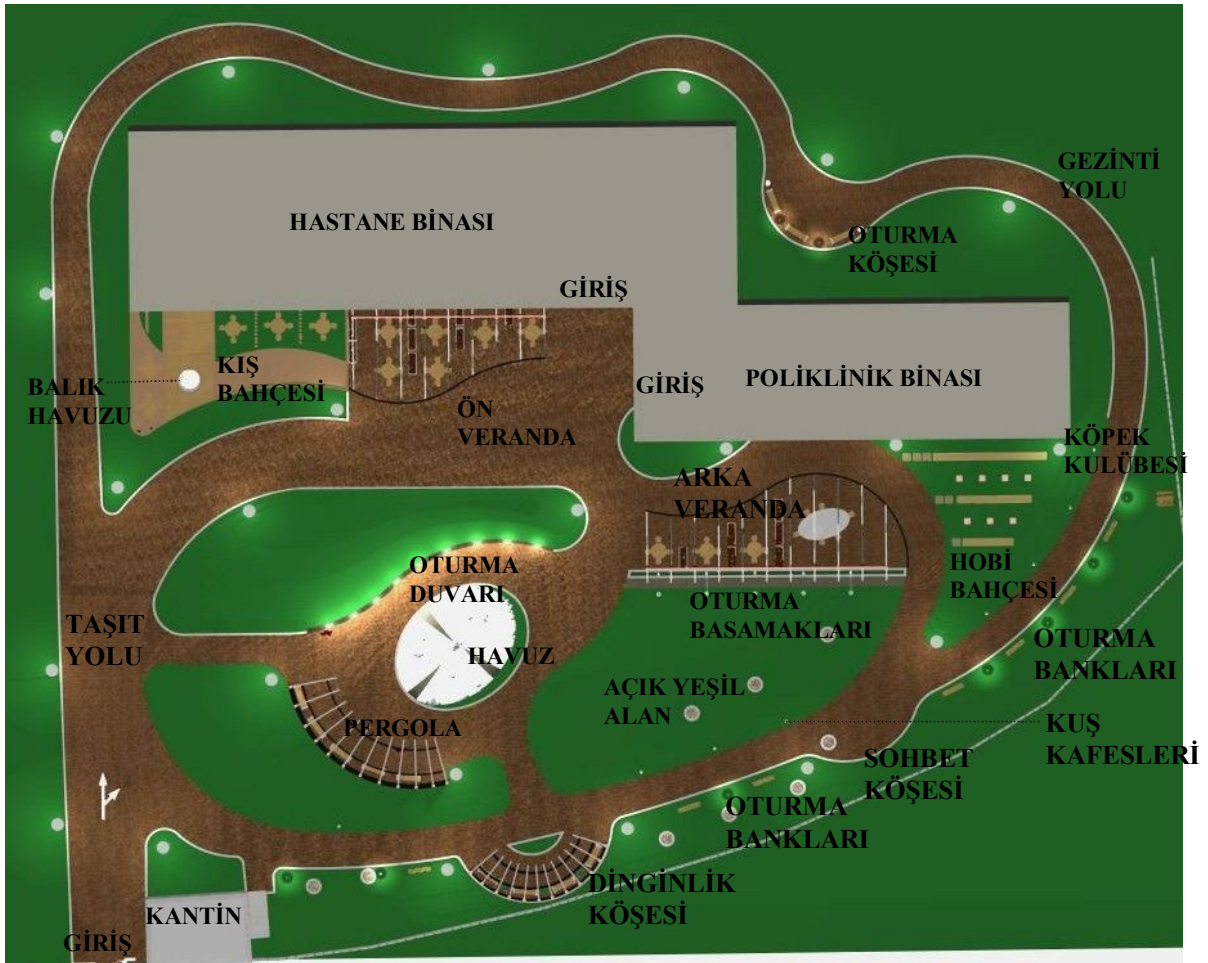 GEZİNTİ
YOLU
HASTANE BİNASI
OTURMA
KÖŞESİ
GİRİŞ
BALIK
HAVUZU
KIŞ
BAHÇESİ
GİRİŞ
POLİKLİNİK BİNASI
ÖN
VERANDA
KÖPEK
KULÜBESİ
ARKA
VERANDA
OTURMA
DUVARI
HOBİ
BAHÇESİ
OTURMA
BASAMAKLARI
TAŞIT
YOLU
HAVUZ
OTURMA
BANKLARI
AÇIK YEŞİL
ALAN
PERGOLA
KUŞ
KAFESLERİ
SOHBET
KÖŞESİ
OTURMA
BANKLARI
DİNGİNLİK
KÖŞESİ
KANTİN
GİRİŞ